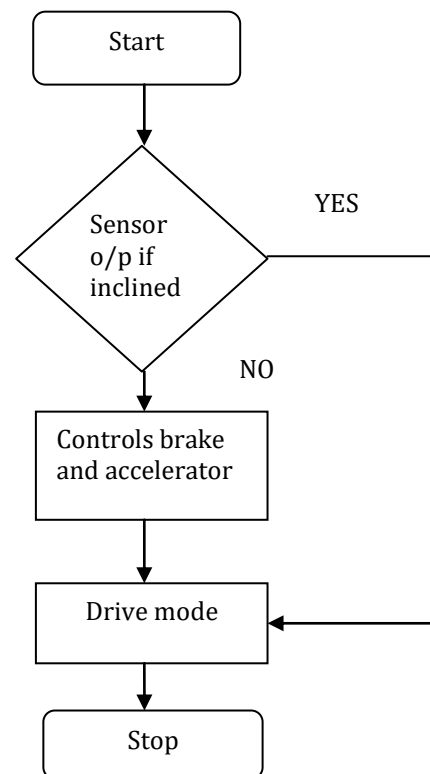 Start
Sensor
o/p if
inclined
YES
NO
Controls brake
and accelerator
Drive mode
Stop